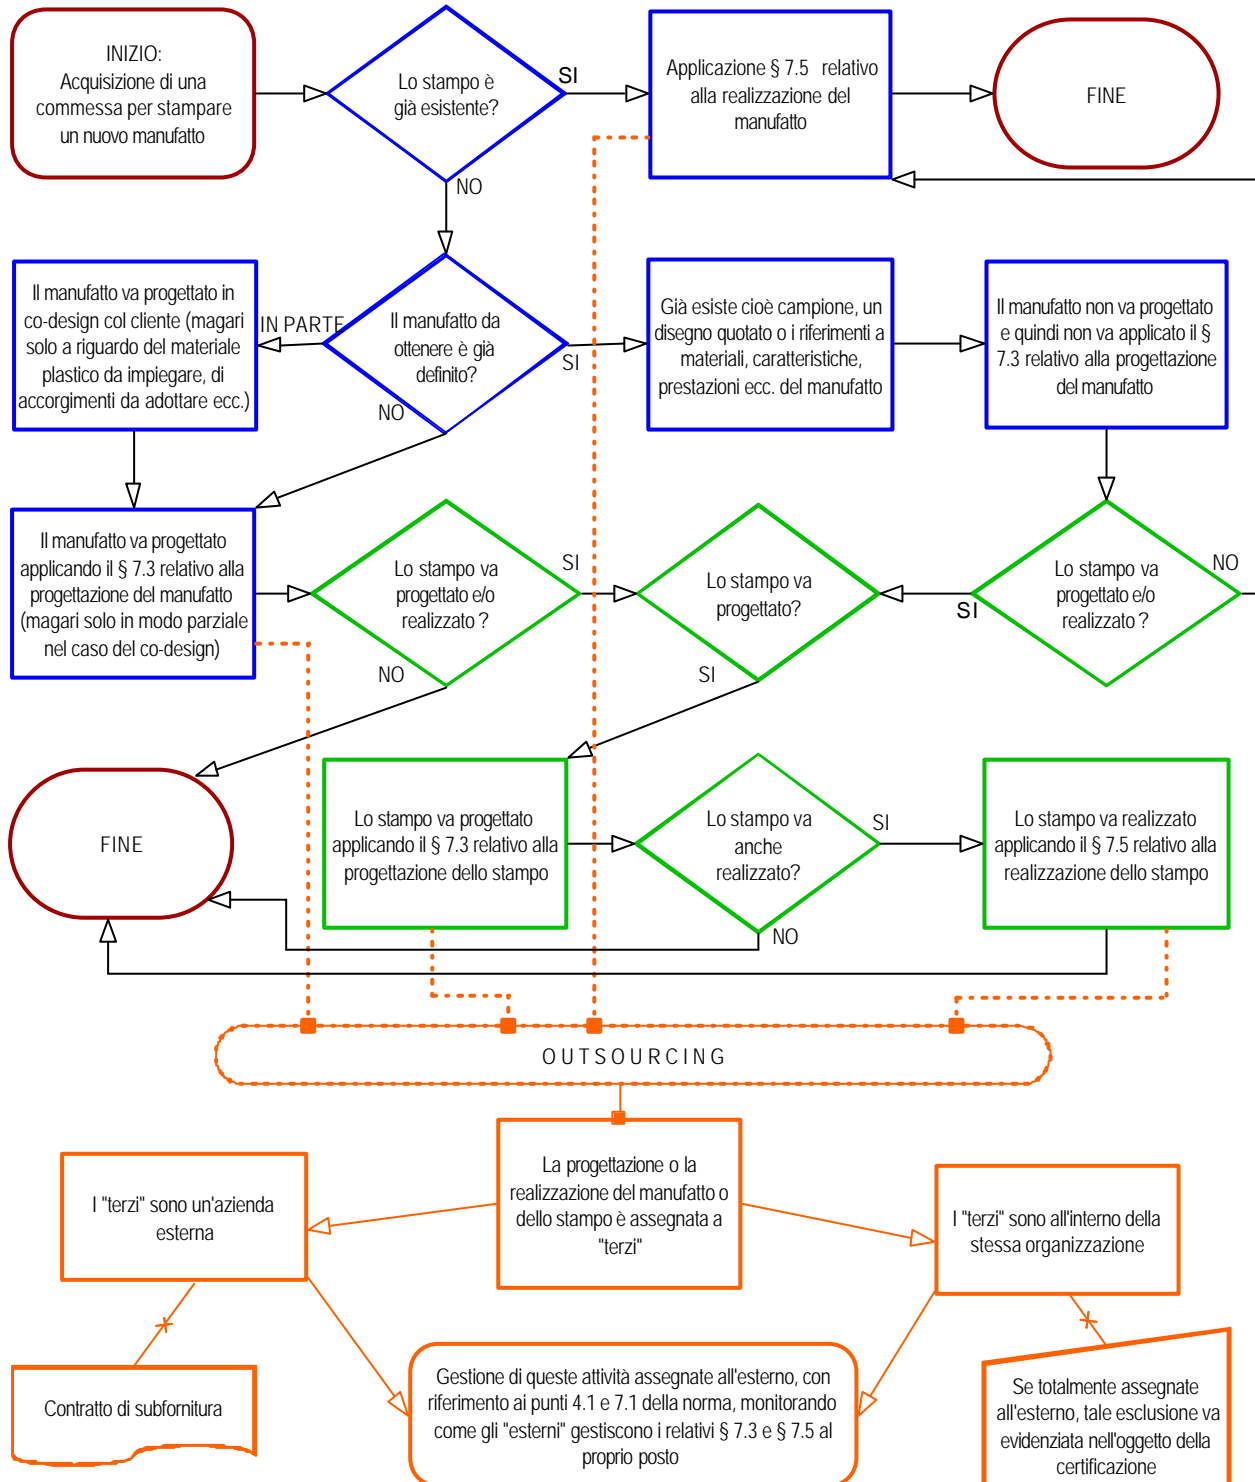 INIZIO:
Acquisizione di una
commessa per stampare
un nuovo manufatto
Lo stampo è
già esistente?
SI
NO
Applicazione § 7.5 relativo
alla realizzazione del
manufatto
FINE
Il manufatto va progettato in
co-design col cliente (magari
solo a riguardo del materiale
plastico da impiegare, di
accorgimenti da adottare ecc.)
IN PARTE
Il manufatto da
ottenere è già
definito?
SI
NO
Già esiste cioè campione, un
disegno quotato o i riferimenti a
materiali, caratteristiche,
prestazioni ecc. del manufatto
Il manufatto non va progettato
e quindi non va applicato il §
7.3 relativo alla progettazione
del manufatto
Il manufatto va progettato
applicando il § 7.3 relativo alla
progettazione del manufatto
(magari solo in modo parziale
nel caso del co-design)
Lo stampo va
progettato e/o
realizzato ?
SI
NO
Lo stampo va
progettato?
SI
SI
Lo stampo va
progettato e/o
realizzato ?
NO
FINE
Lo stampo va progettato
applicando il § 7.3 relativo alla
progettazione dello stampo
Lo stampo va
anche
realizzato?
SI
NO
Lo stampo va realizzato
applicando il § 7.5 relativo alla
realizzazione dello stampo
OUTSOURCING
La progettazione o la
realizzazione del manufatto o
dello stampo è assegnata a
"terzi"
I "terzi" sono un'azienda
esterna
I "terzi" sono all'interno della
stessa organizzazione
Contratto di subfornitura
Gestione di queste attività assegnate all'esterno, con
riferimento ai punti 4.1 e 7.1 della norma, monitorando
come gli "esterni" gestiscono i relativi § 7.3 e § 7.5 al
proprio posto
Se totalmente assegnate
all'esterno, tale esclusione va
evidenziata nell'oggetto della
certificazione